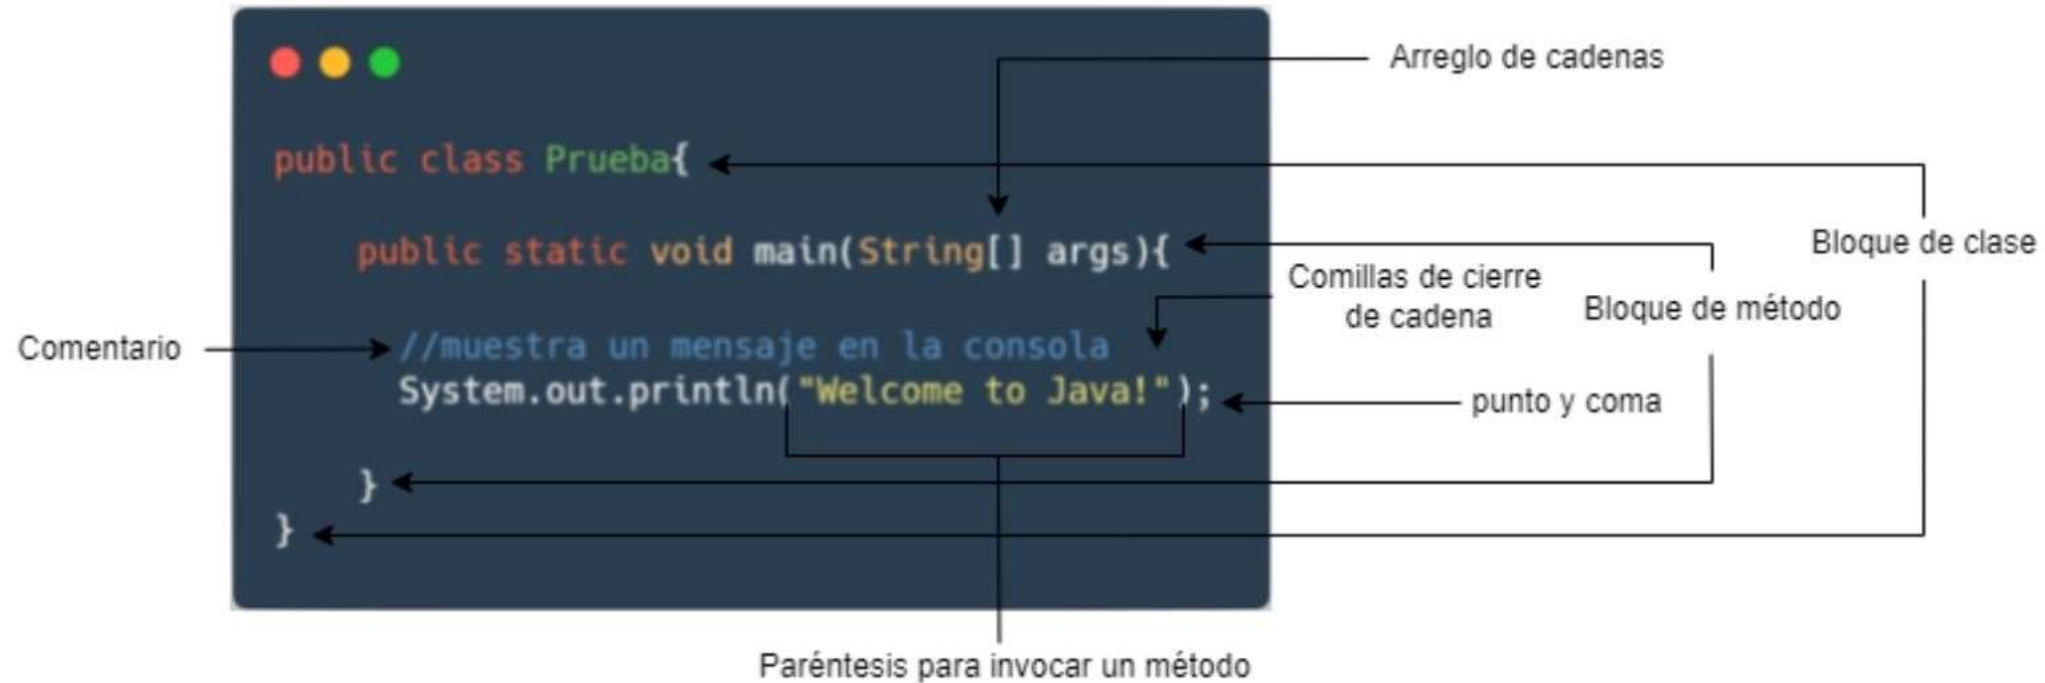 Arreglo de cadenas
public class Prueba{
public static void main(String[] args){
Bloque de clase
Comillas de cierre
de cadena
Bloque de método
Comentario
//muestra un mensaje en la consola
System.out.println("Welcome to Java!");
punto y coma
}
}
Paréntesis para invocar un método